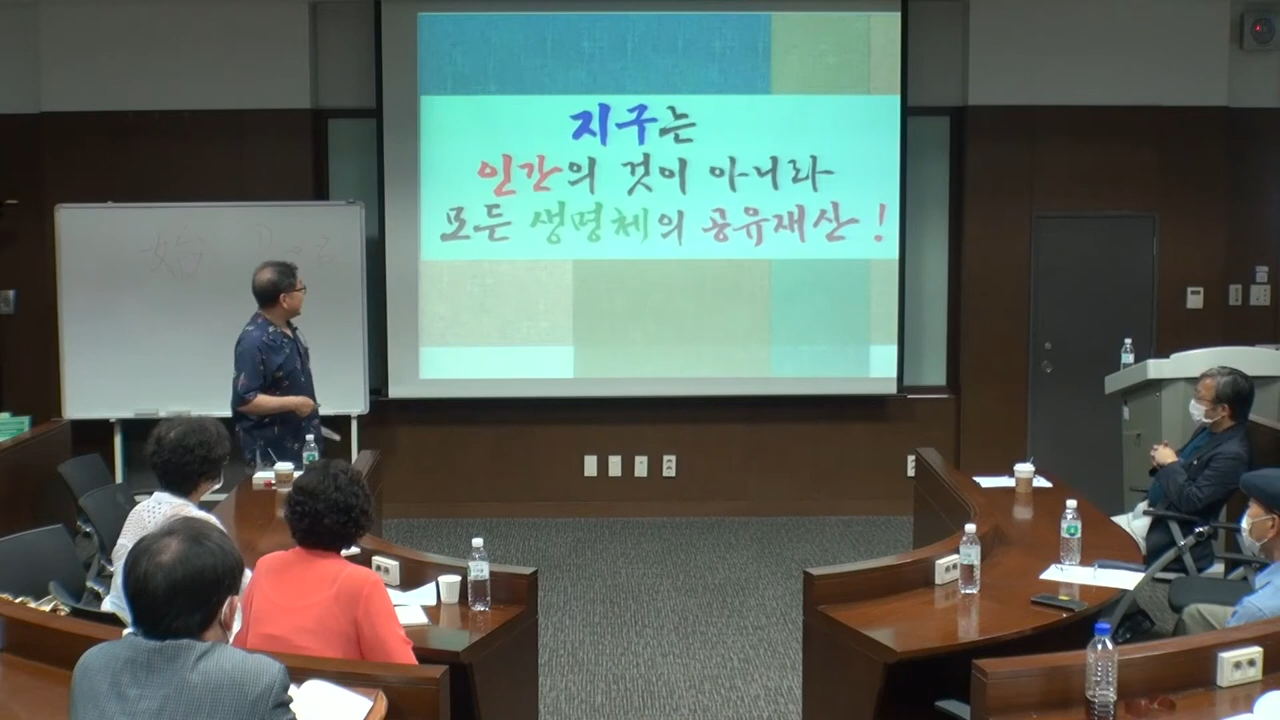 지구는
인간의 것이 아니라
모든 생명체의 공유재산!
始